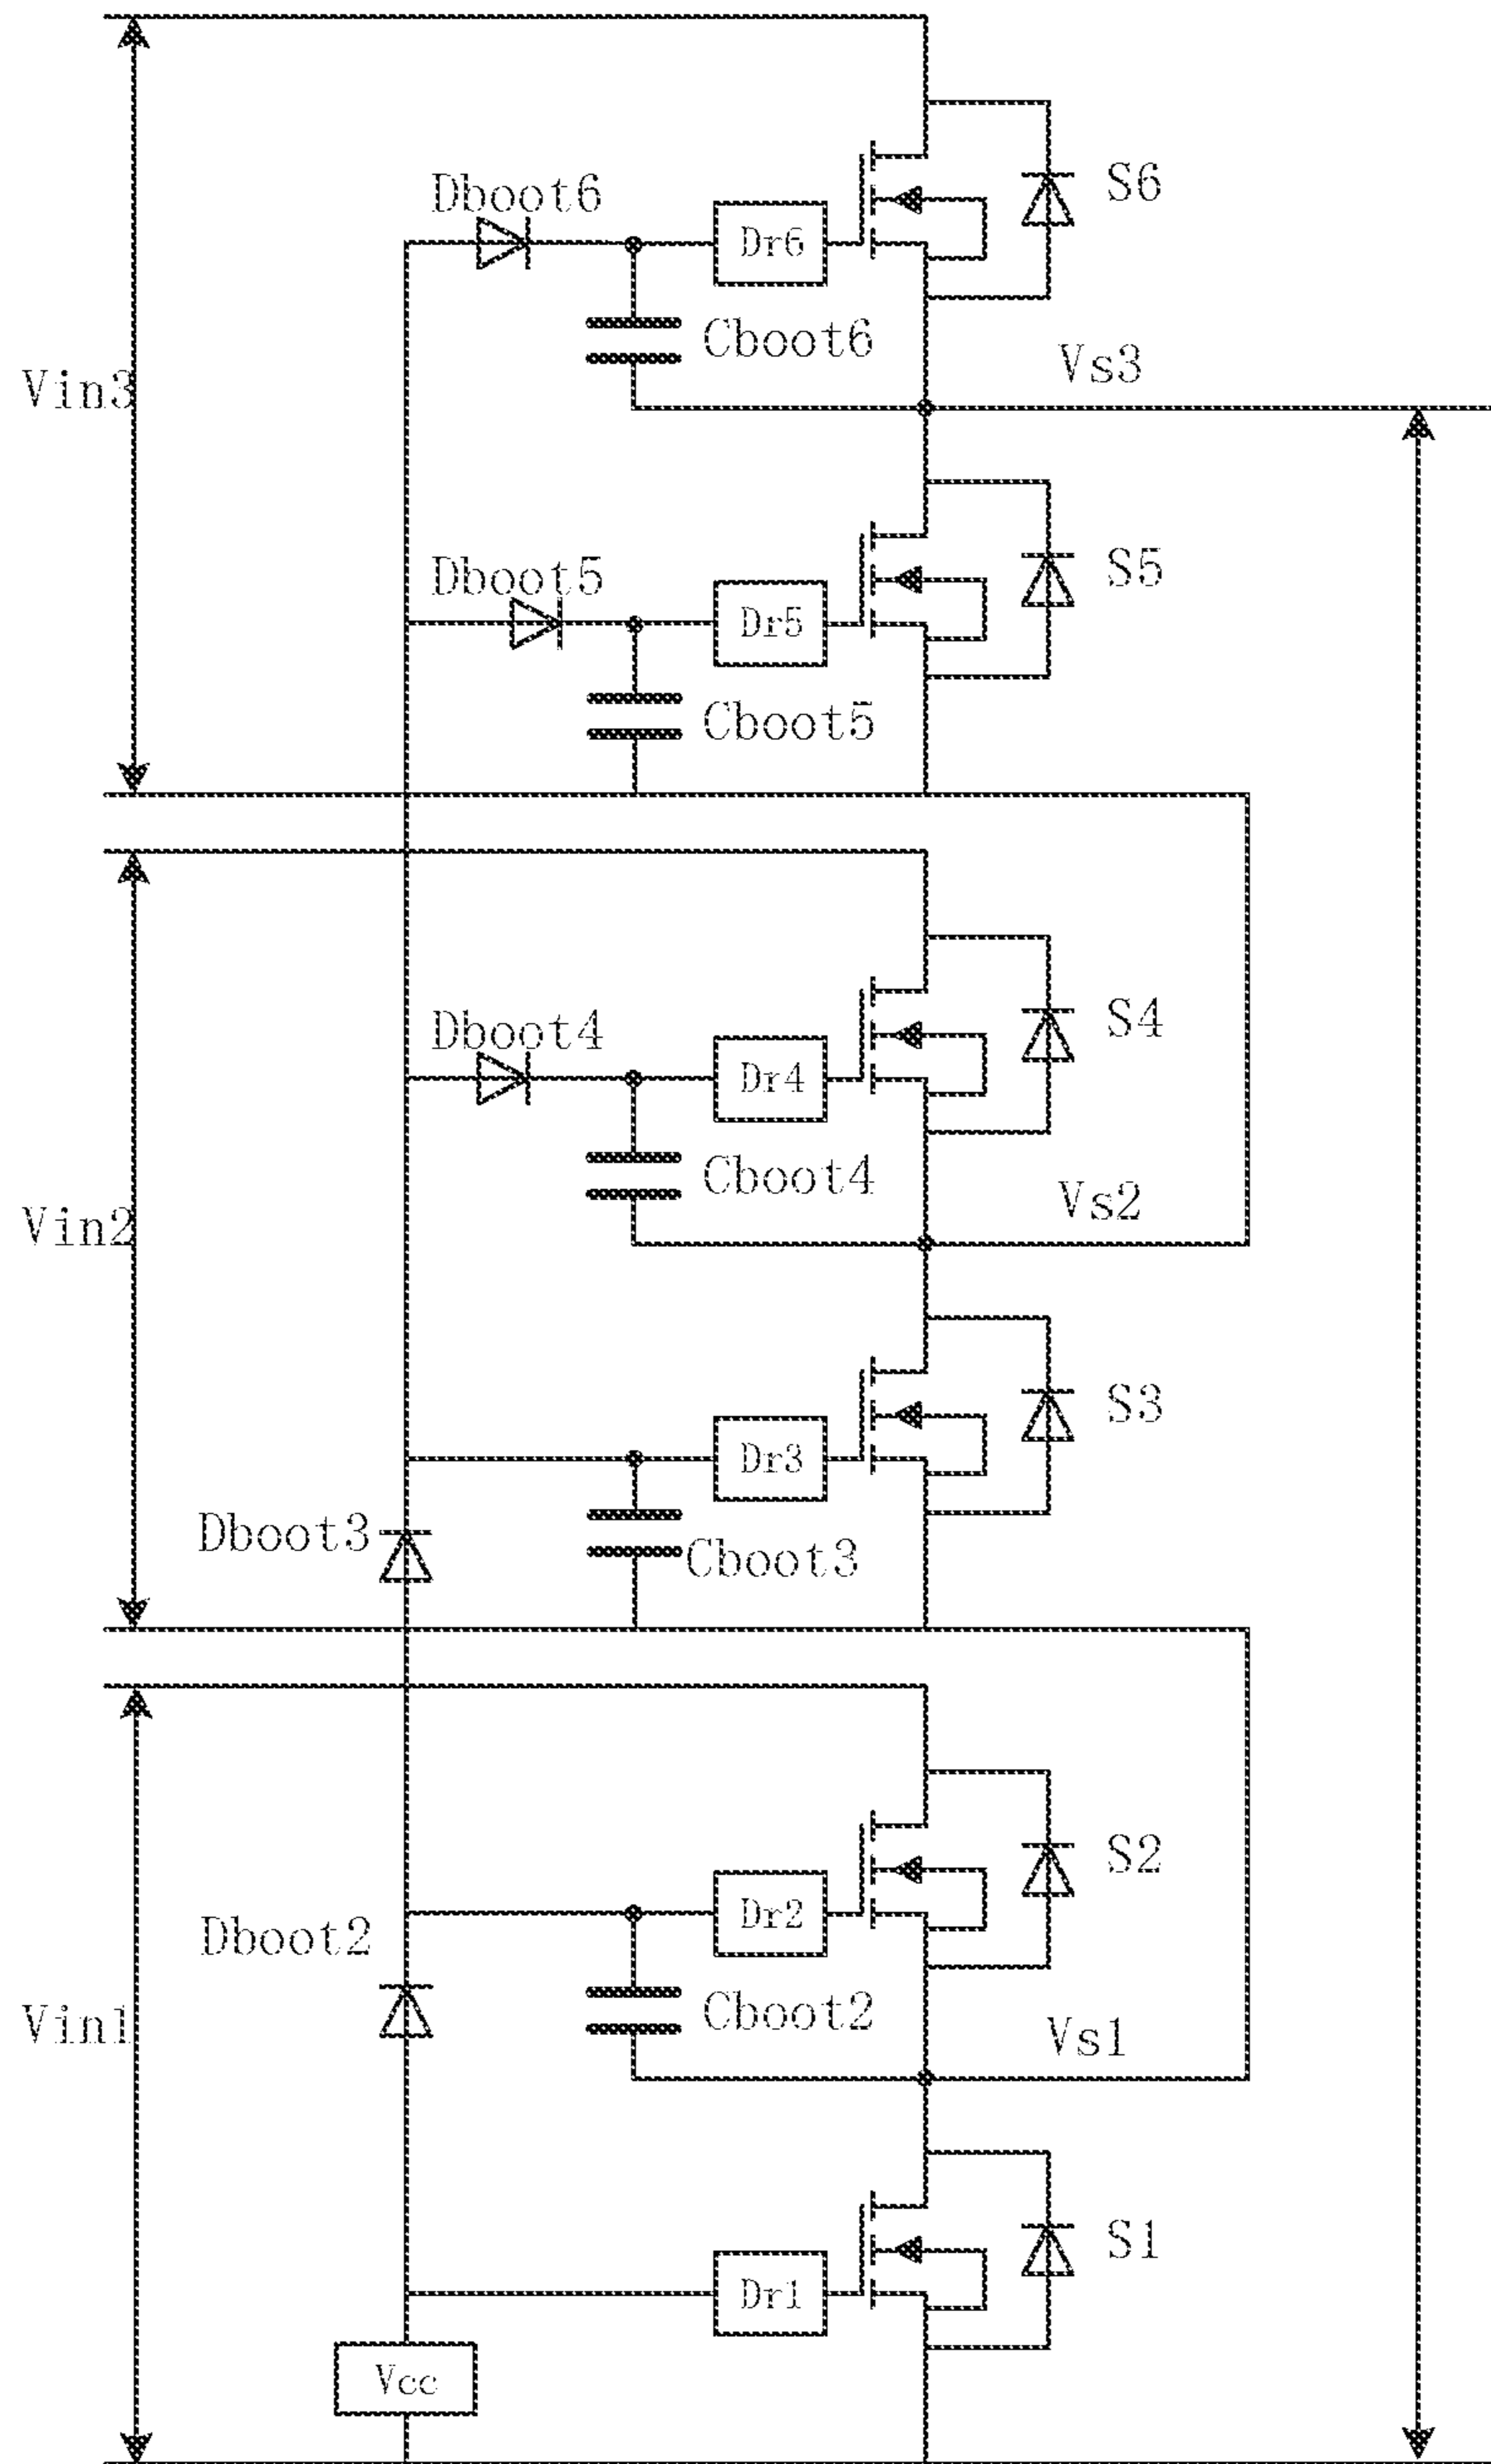 S6
Dboot6
Dr6
Cboot6
Vs3
Vin3
S5
Dboot5
Dr5
Cboot5
S4
Dboot4
Dr4
Cboot4
Vs2
Vin2
S3
Dr3
Dboot3
Cboot3
S2
Dr2
Dboot2
Cboot2
Vin1
Vs1
S1
Dr1
Vcc